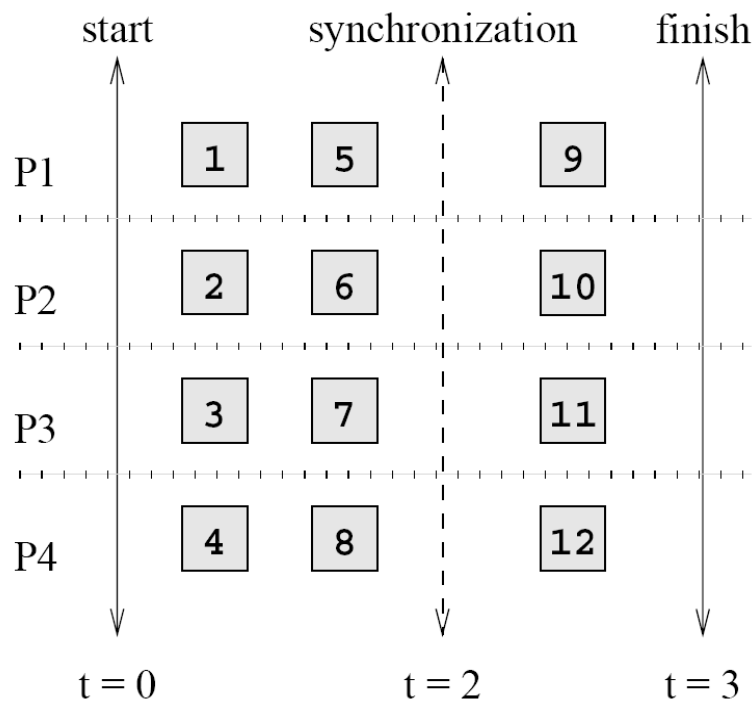 start synchronization finish
P1 1 5 9
P2 2 6 10
P3 3 7 11
P4 4 8 12
t = 0 t = 2 t = 3